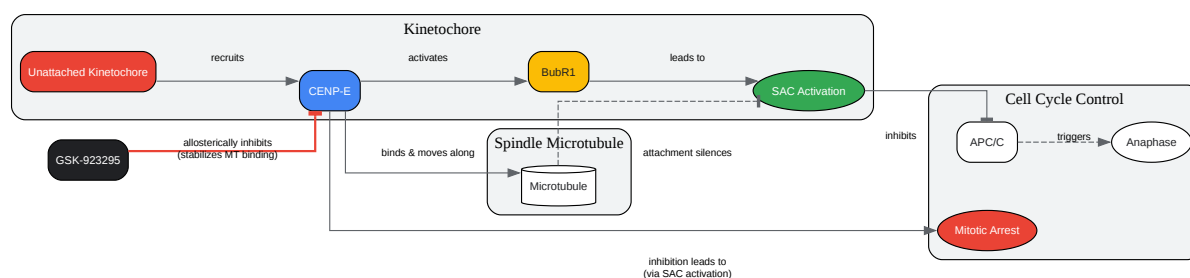 Kinetochore
recruits
activates
leads to
Unattached Kinetochore
CENP-E
BubR1
SAC Activation
Cell Cycle Control
allosterically inhibits
(stabilizes MT binding)
GSK-923295
binds & moves along
Spindle Microtubule
Microtubule
attachment silences
inhibits
APC/C
triggers
Anaphase
Mitotic Arrest
inhibition leads to
(via SAC activation)